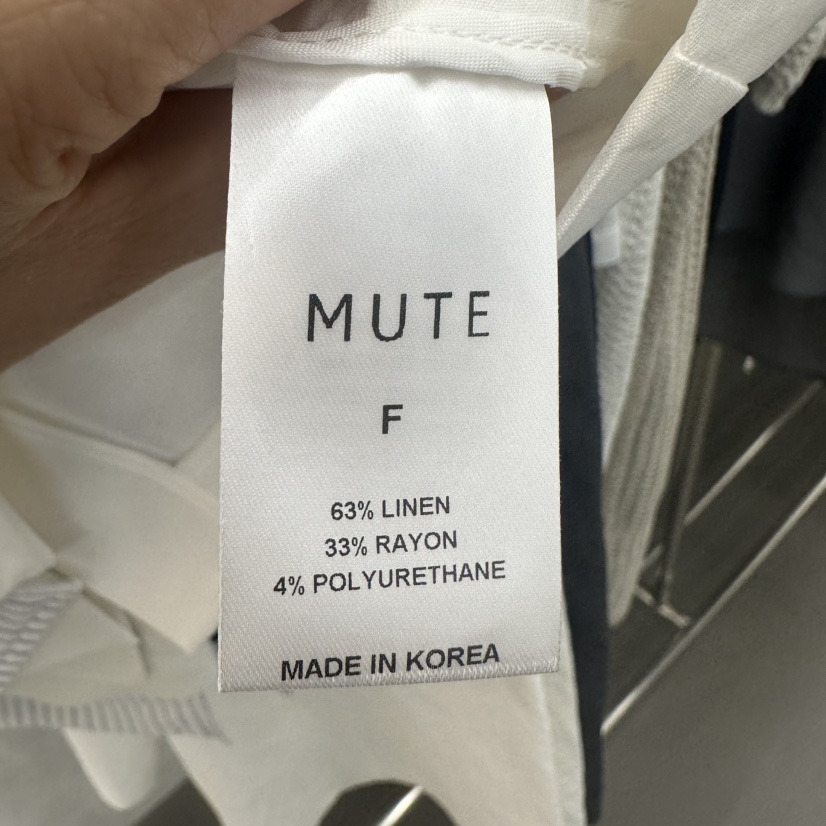 MUTE
F
63% LINEN
33% RAYON
4% POLYURETHANE
MADE IN KOREA